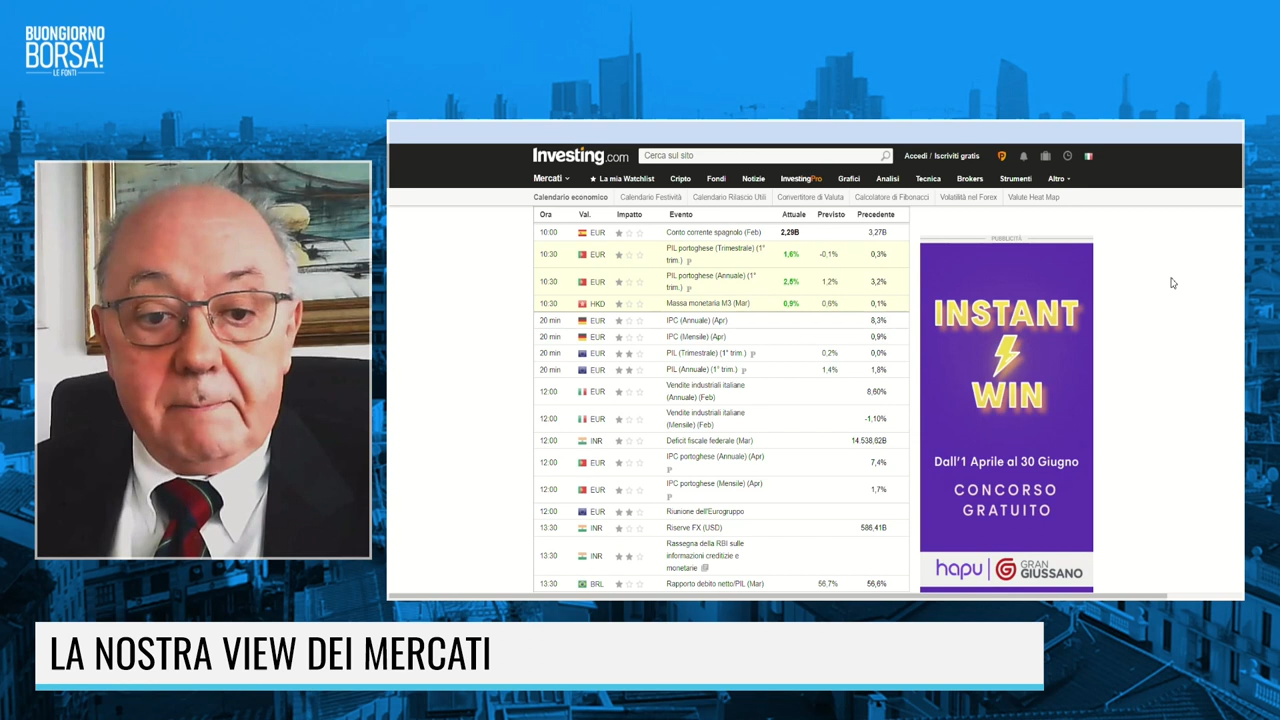 BUONGIORNO
BORSA!
LE FONTI
Investing.com
Cerca sul sito
Accedi / Iscriviti gratis
Mercati
La mia Watchlist
Cripto
Fondi
Notizie
InvestingPro
Grafici
Analisi
Tecnica
Brokers
Strumenti
Altro
Calendario economico
Calendario Festività
Calendario Rilascio Utili
Convertitore di Valuta
Calcolatore di Fibonacci
Volatilità nel Forex
Valute Heat Map
Ora Val. Impatto Evento Attuale Previsto Precedente
10:00 EUR Conto corrente spagnolo (Feb) 2,29B 3,27B
10:30 EUR PIL portoghese (Trimestrale) (1° trim.) P 1,6% -0,1% 0,3%
10:30 EUR PIL portoghese (Annuale) (1° trim.) P 2,5% 1,2% 3,2%
10:30 HKD Massa monetaria M3 (Mar) 0,9% 0,6% 0,1%
20 min EUR IPC (Annuale) (Apr) 8,3%
20 min EUR IPC (Mensile) (Apr) 0,9%
20 min EUR PIL (Trimestrale) (1° trim.) P 0,2% 0,0%
20 min EUR PIL (Annuale) (1° trim.) P 1,4% 1,8%
12:00 EUR Vendite industriali italiane (Annuale) (Feb) 8,60%
12:00 EUR Vendite industriali italiane (Mensile) (Feb) -1,10%
12:00 INR Deficit fiscale federale (Mar) 14.538,62B
12:00 EUR IPC portoghese (Annuale) (Apr) P 7,4%
12:00 EUR IPC portoghese (Mensile) (Apr) P 1,7%
12:00 EUR Riunione dell'Eurogruppo
13:30 INR Riserve FX (USD) 586,41B
13:30 INR Rassegna della RBI sulle informazioni creditizie e monetarie
13:30 BRL Rapporto debito netto/PIL (Mar) 56,7% 56,6%
PUBBLICITÀ
INSTANT
WIN
Dall'1 Aprile al 30 Giugno
CONCORSO
GRATUITO
hapu
GRAN
GIUSSANO
LA NOSTRA VIEW DEI MERCATI